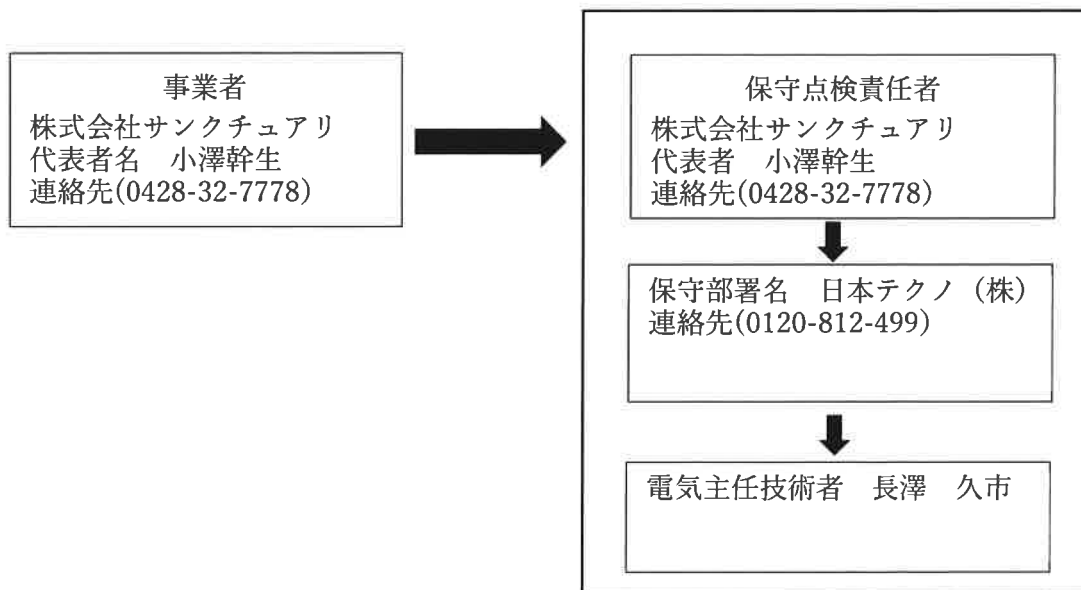 事業者
株式会社サンクチュアリ
代表者名　小澤幹生
連絡先(0428-32-7778)
保守点検責任者
株式会社サンクチュアリ
代表者　小澤幹生
連絡先(0428-32-7778)
保守部署名　日本テクノ（株）
連絡先(0120-812-499)
電気主任技術者　長澤　久市